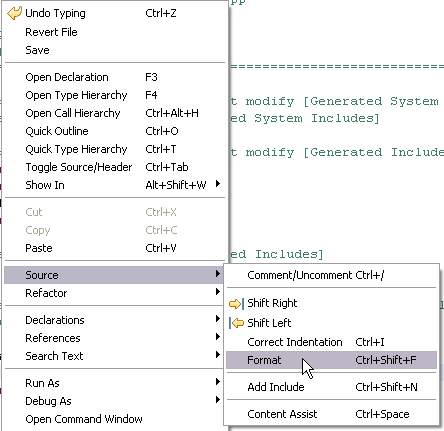 pp
Undo Typing Ctrl+Z
Revert File
Save
Open Declaration F3
Open Type Hierarchy F4
t modify [Generated System
Open Call Hierarchy Ctrl+Alt+H
ed System Includes]
Quick Outline Ctrl+O
Quick Type Hierarchy Ctrl+T
t modify [Generated Include
Toggle Source/Header Ctrl+Tab
Show In Alt+Shift+W
Cut Ctrl+X
Copy Ctrl+C
Paste Ctrl+V
ed Includes]
Source
Refactor
Declarations
References
Search Text
Run As
Debug As
Open Command Window
Comment/Uncomment Ctrl+/
Shift Right
Shift Left
Correct Indentation Ctrl+I
Format Ctrl+Shift+F
Add Include Ctrl+Shift+N
Content Assist Ctrl+Space